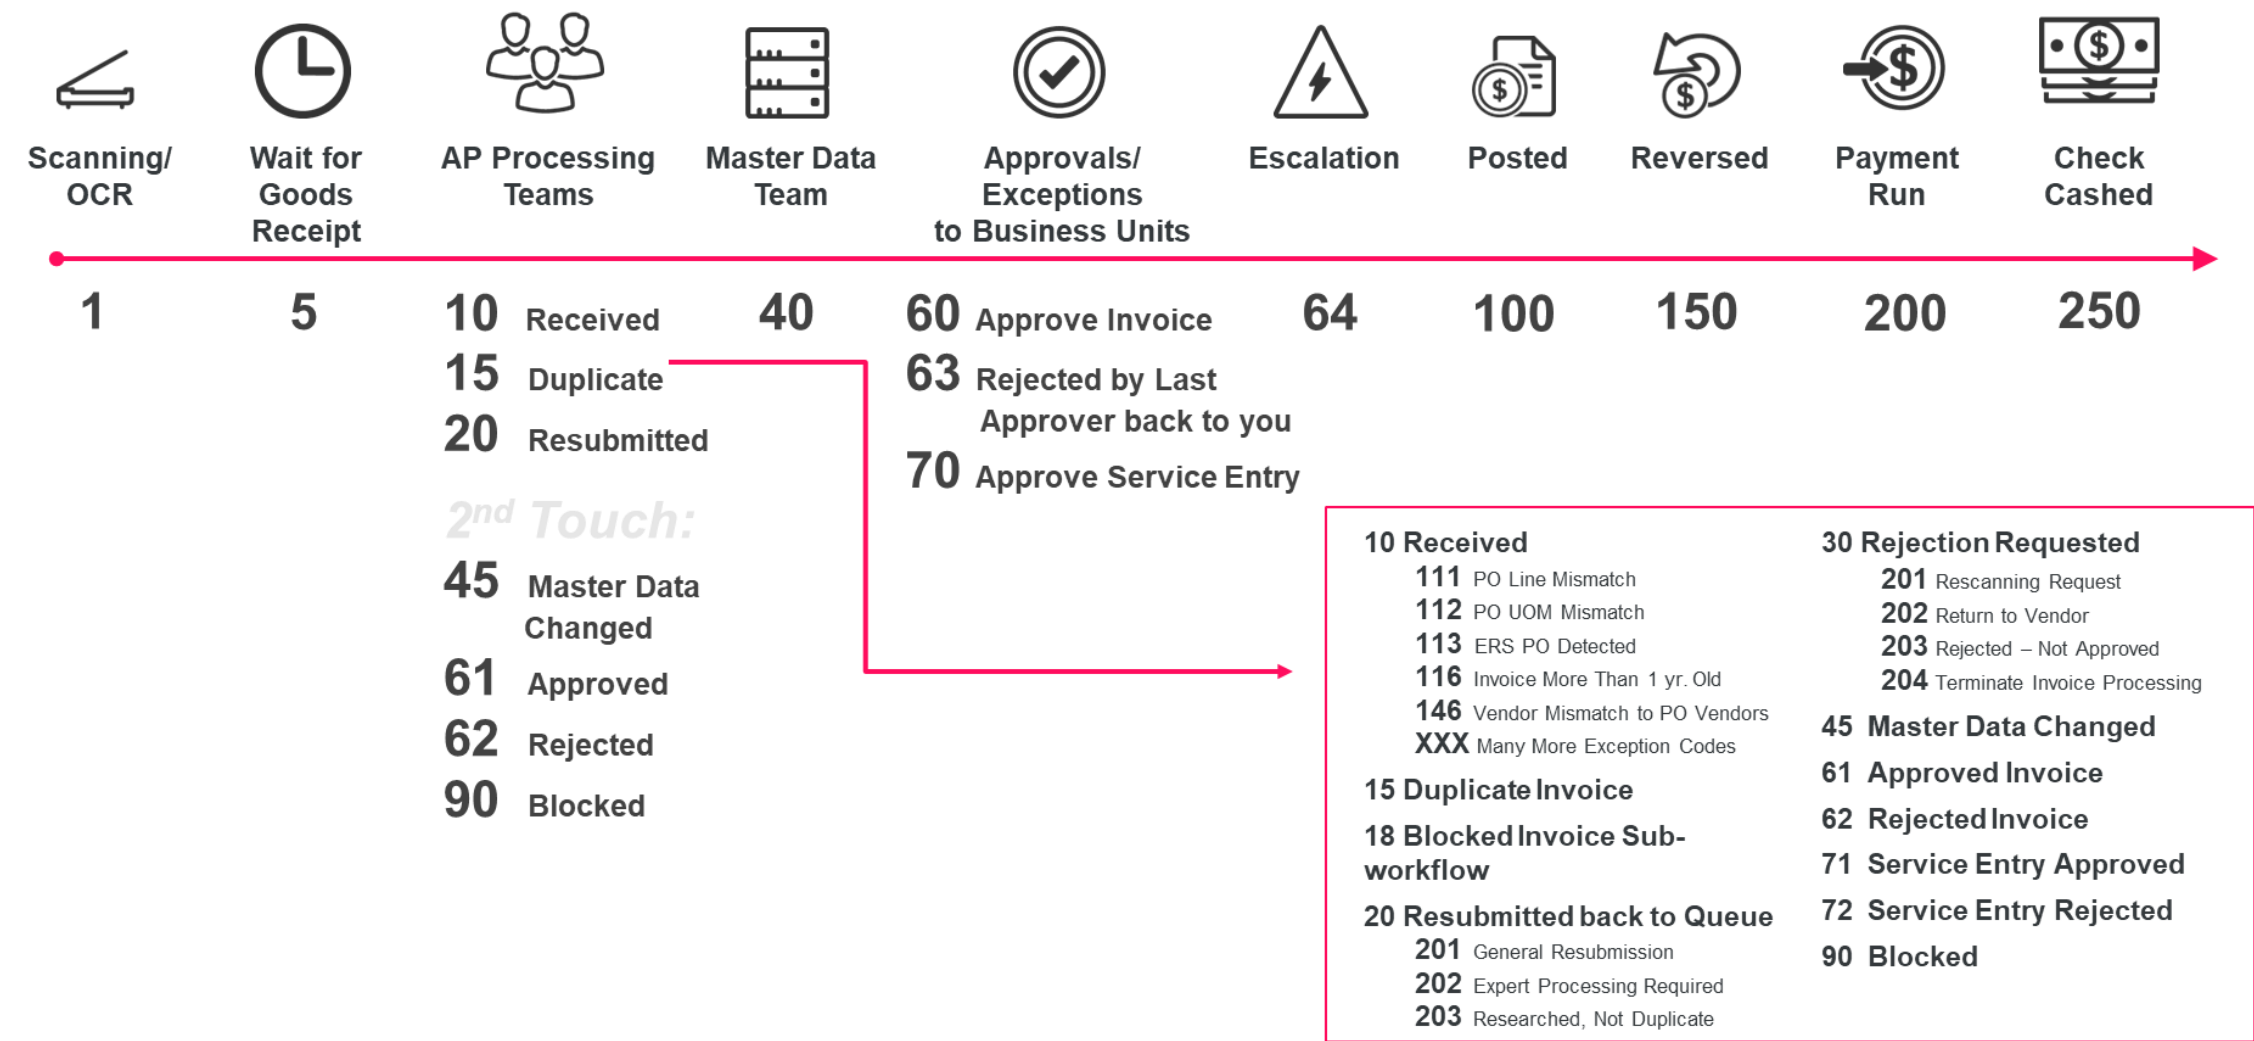 Scanning/
OCR
Wait for
Goods
Receipt
AP Processing
Teams
Master Data
Team
Approvals/
Exceptions
to Business Units
Escalation
Posted
Reversed
Payment
Run
Check
Cashed
1
5
10 Received
15 Duplicate
20 Resubmitted
2nd Touch:
45 Master Data
Changed
61 Approved
62 Rejected
90 Blocked
40
60 Approve Invoice
63 Rejected by Last
Approver back to you
70 Approve Service Entry
64
100
150
200
250
10 Received
111 PO Line Mismatch
112 PO UOM Mismatch
113 ERS PO Detected
116 Invoice More Than 1 yr. Old
146 Vendor Mismatch to PO Vendors
XXX Many More Exception Codes
15 Duplicate Invoice
18 Blocked Invoice Sub-
workflow
20 Resubmitted back to Queue
201 General Resubmission
202 Expert Processing Required
203 Researched, Not Duplicate
30 Rejection Requested
201 Rescanning Request
202 Return to Vendor
203 Rejected – Not Approved
204 Terminate Invoice Processing
45 Master Data Changed
61 Approved Invoice
62 Rejected Invoice
71 Service Entry Approved
72 Service Entry Rejected
90 Blocked